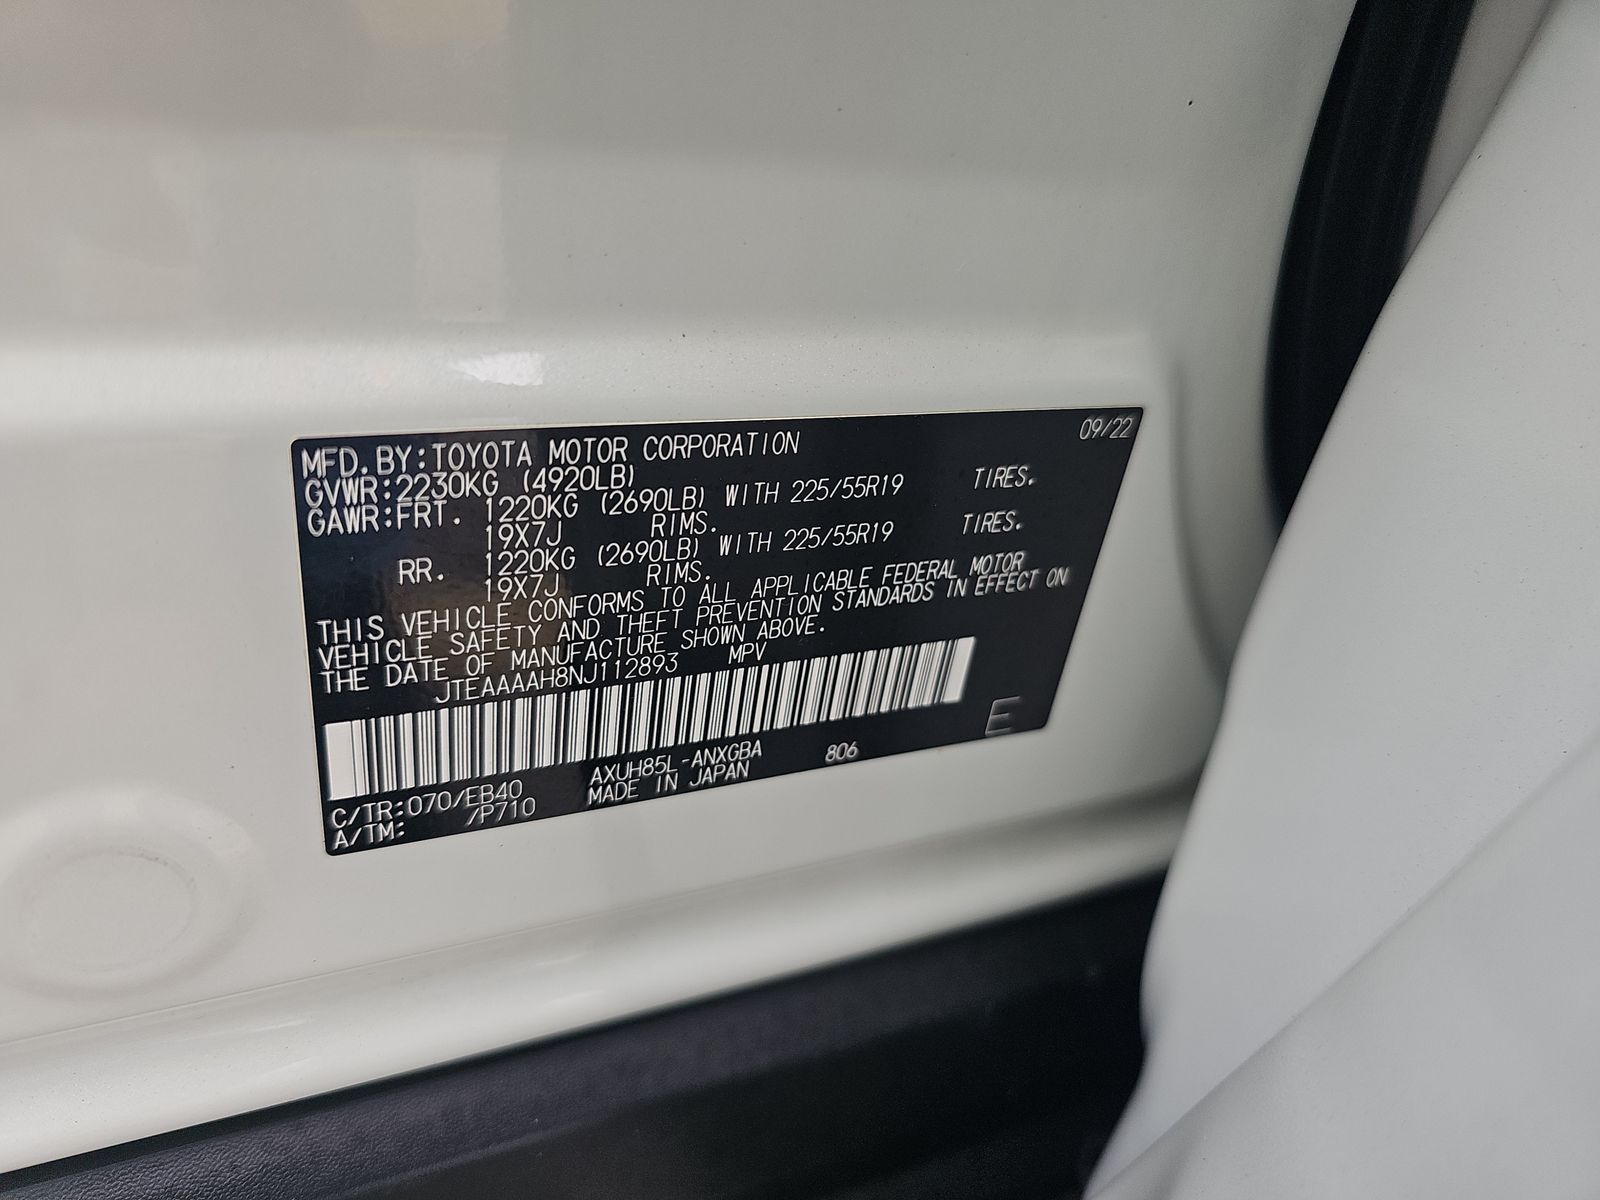 MFD. BY:TOYOTA MOTOR CORPORATION 09/22
GVWR:2230KG (4920LB)
GAWR:FRT. 1220KG (2690LB) WITH 225/55R19 TIRES.
19X7J RIMS.
RR. 1220KG (2690LB) WITH 225/55R19 TIRES.
19X7J RIMS.
THIS VEHICLE CONFORMS TO ALL APPLICABLE FEDERAL MOTOR
VEHICLE SAFETY AND THEFT PREVENTION STANDARDS IN EFFECT ON
THE DATE OF MANUFACTURE SHOWN ABOVE.
JTEAAAAH8NJ112893 MPV
E
C/TR:070/EB40 AXUH85L-ANXGBA 806
A/TM: /P710 MADE IN JAPAN